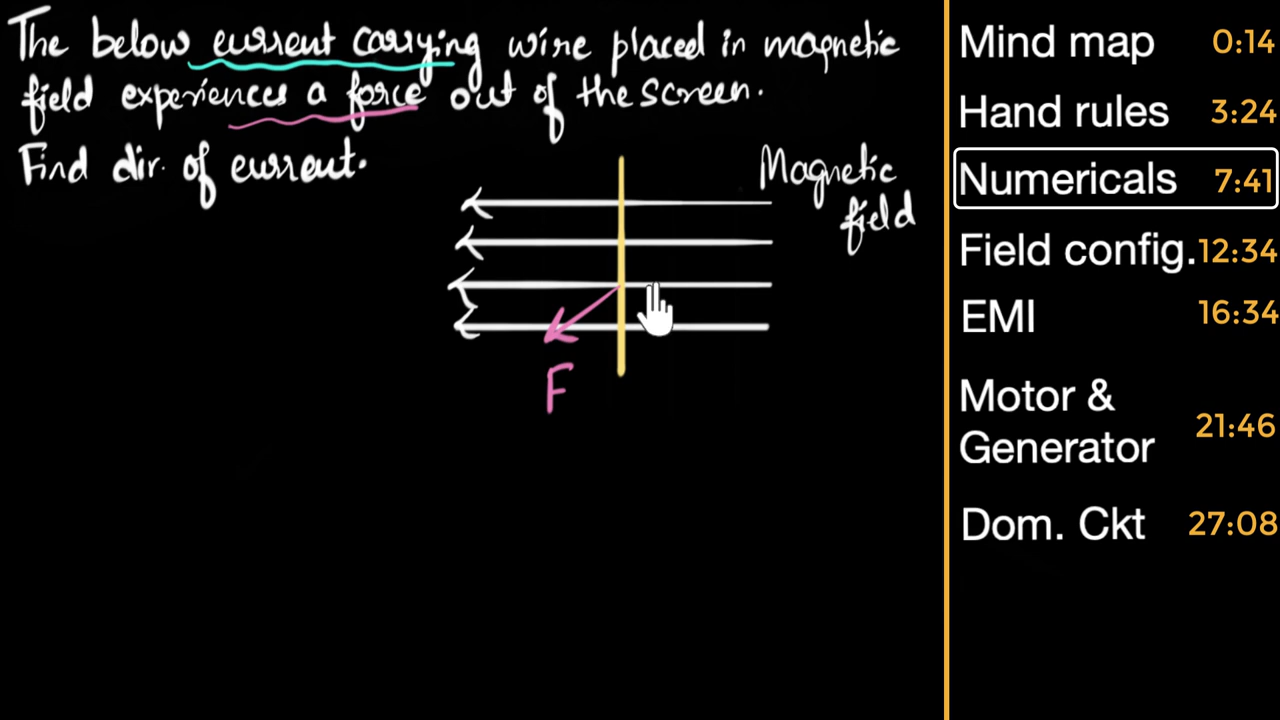 The below current carrying wire placed in magnetic
field experiences a force out of the screen.
Find dir. of current.
Magnetic
field
F
Mind map 0:14
Hand rules 3:24
Numericals 7:41
Field config. 12:34
EMI 16:34
Motor &
Generator 21:46
Dom. Ckt 27:08